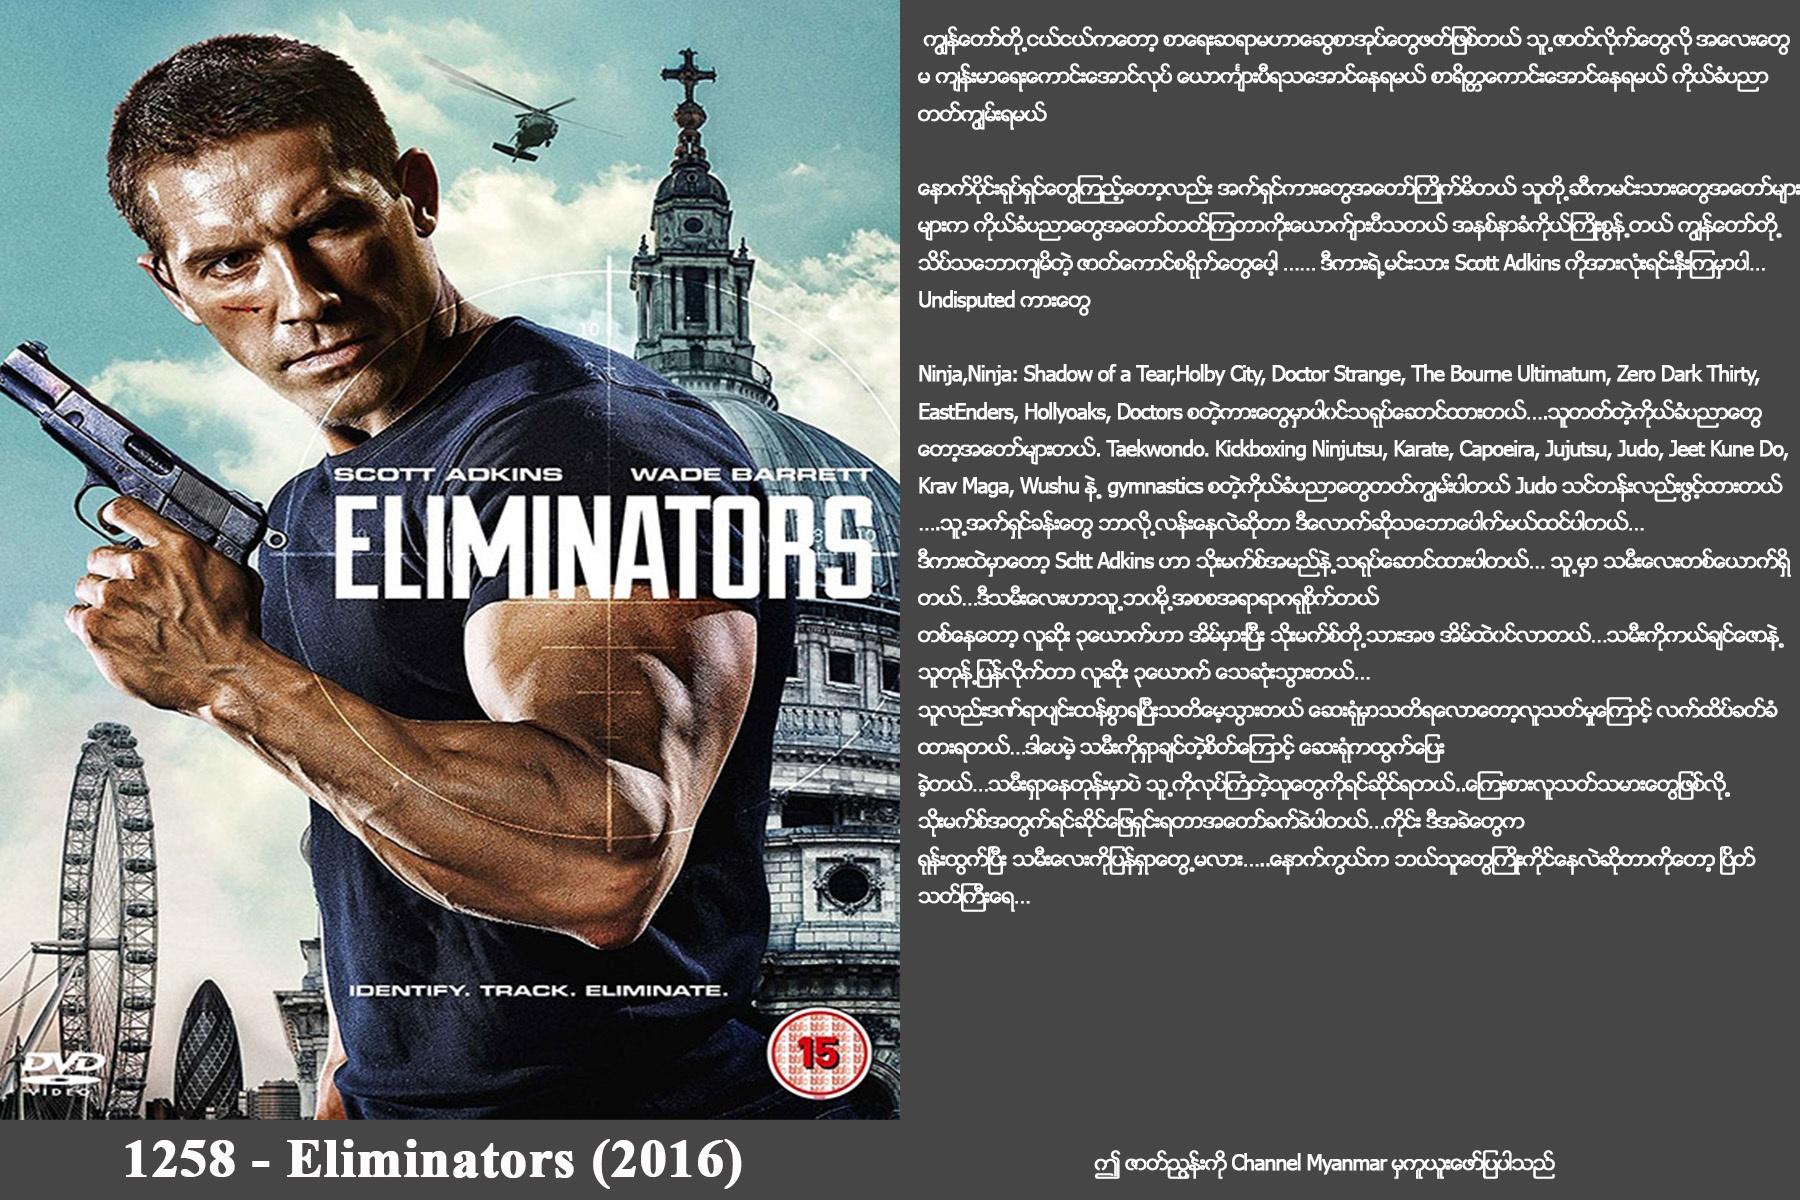 SCOTT ADKINS WADE BARRETT
ELIMINATORS
IDENTIFY. TRACK. ELIMINATE.
DVD
VIDEO
15
1258 - Eliminators (2016)
ကျွန်တော်တို့ငယ်ငယ်ကတော့ စာရေးဆရာမဟာဆွေစာအုပ်တွေဖတ်ဖြစ်တယ် သူ့ဇာတ်လိုက်တွေလို အလေးတွေ
မ ကျန်းမာရေးကောင်းအောင်လုပ် ယောကျ်ားပီရသအောင်နေရမယ် စာရိတ္တကောင်းအောင်နေရမယ် ကိုယ်ခံပညာ
တတ်ကျွမ်းရမယ်
နောက်ပိုင်းရုပ်ရှင်တွေကြည့်တော့လည်း အက်ရှင်ကားတွေအတော်ကြိုက်မိတယ် သူတို့ဆီကမင်းသားတွေအတော်များ
များက ကိုယ်ခံပညာတွေအတော်တတ်ကြတာကိုးယောကျ်ားပီသတယ် အနစ်နာခံကိုယ်ကြိုးစွန့်တယ် ကျွန်တော်တို့
သိပ်သဘောကျမိတဲ့ ဇာတ်ကောင်စရိုက်တွေပေါ့ ...... ဒီကားရဲ့မင်းသား Scott Adkins ကိုအားလုံးရင်းနှီးကြမှာပါ...
Undisputed ကားတွေ
Ninja,Ninja: Shadow of a Tear,Holby City, Doctor Strange, The Bourne Ultimatum, Zero Dark Thirty,
EastEnders, Hollyoaks, Doctors စတဲ့ကားတွေမှာပါဝင်သရုပ်ဆောင်ထားတယ်....သူတတ်တဲ့ကိုယ်ခံပညာတွေ
တော့အတော်များတယ်. Taekwondo. Kickboxing Ninjutsu, Karate, Capoeira, Jujutsu, Judo, Jeet Kune Do,
Krav Maga, Wushu နဲ့ gymnastics စတဲ့ကိုယ်ခံပညာတွေတတ်ကျွမ်းပါတယ် Judo သင်တန်းလည်းဖွင့်ထားတယ်
....သူ့အက်ရှင်ခန်းတွေ ဘာလို့လန်းနေလဲဆိုတာ ဒီလောက်ဆိုသဘောပေါက်မယ်ထင်ပါတယ်...
ဒီကားထဲမှာတော့ Scltt Adkins ဟာ သိုးမက်စ်အမည်နဲ့သရုပ်ဆောင်ထားပါတယ်... သူ့မှာ သမီးလေးတစ်ယောက်ရှိ
တယ်...ဒီသမီးလေးဟာသူ့ဘဝမို့အစစအရာရာဂရုစိုက်တယ်
တစ်နေ့တော့ လူဆိုး ၃ယောက်ဟာ အိမ်မှားပြီး သိုးမက်စ်တို့သားအဖ အိမ်ထဲဝင်လာတယ်...သမီးကိုကယ်ချင်ဇောနဲ့
သူတုန့်ပြန်လိုက်တာ လူဆိုး ၃ယောက် သေဆုံးသွားတယ်...
သူလည်းဒဏ်ရာပျင်းထန်စွာရပြီးသတိမေ့သွားတယ် ဆေးရုံမှာသတိရလောတော့လူသတ်မှုကြောင့် လက်ထိပ်ခတ်ခံ
ထားရတယ်...ဒါပေမဲ့ သမီးကိုရှာချင်တဲ့စိတ်ကြောင့် ဆေးရုံကထွက်ပြေး
ခဲ့တယ်...သမီးရှာနေတုန်းမှာပဲ သူ့ကိုလုပ်ကြံတဲ့သူတွေကိုရင်ဆိုင်ရတယ်..ကြေးစားလူသတ်သမားတွေဖြစ်လို့
သိုးမက်စ်အတွက်ရင်ဆိုင်ဖြေရှင်းရတာအတော်ခက်ခဲပါတယ်...ကိုင်း ဒီအခဲတွေက
ရုန်းထွက်ပြီး သမီးလေးကိုပြန်ရှာတွေ့မလား.....နောက်ကွယ်က ဘယ်သူတွေကြိုးကိုင်နေလဲဆိုတာကိုတော့ ပြိတ်
သတ်ကြီးရေ...
ဤ ဇာတ်ညွှန်းကို Channel Myanmar မှကူယူးဖော်ပြပါသည်